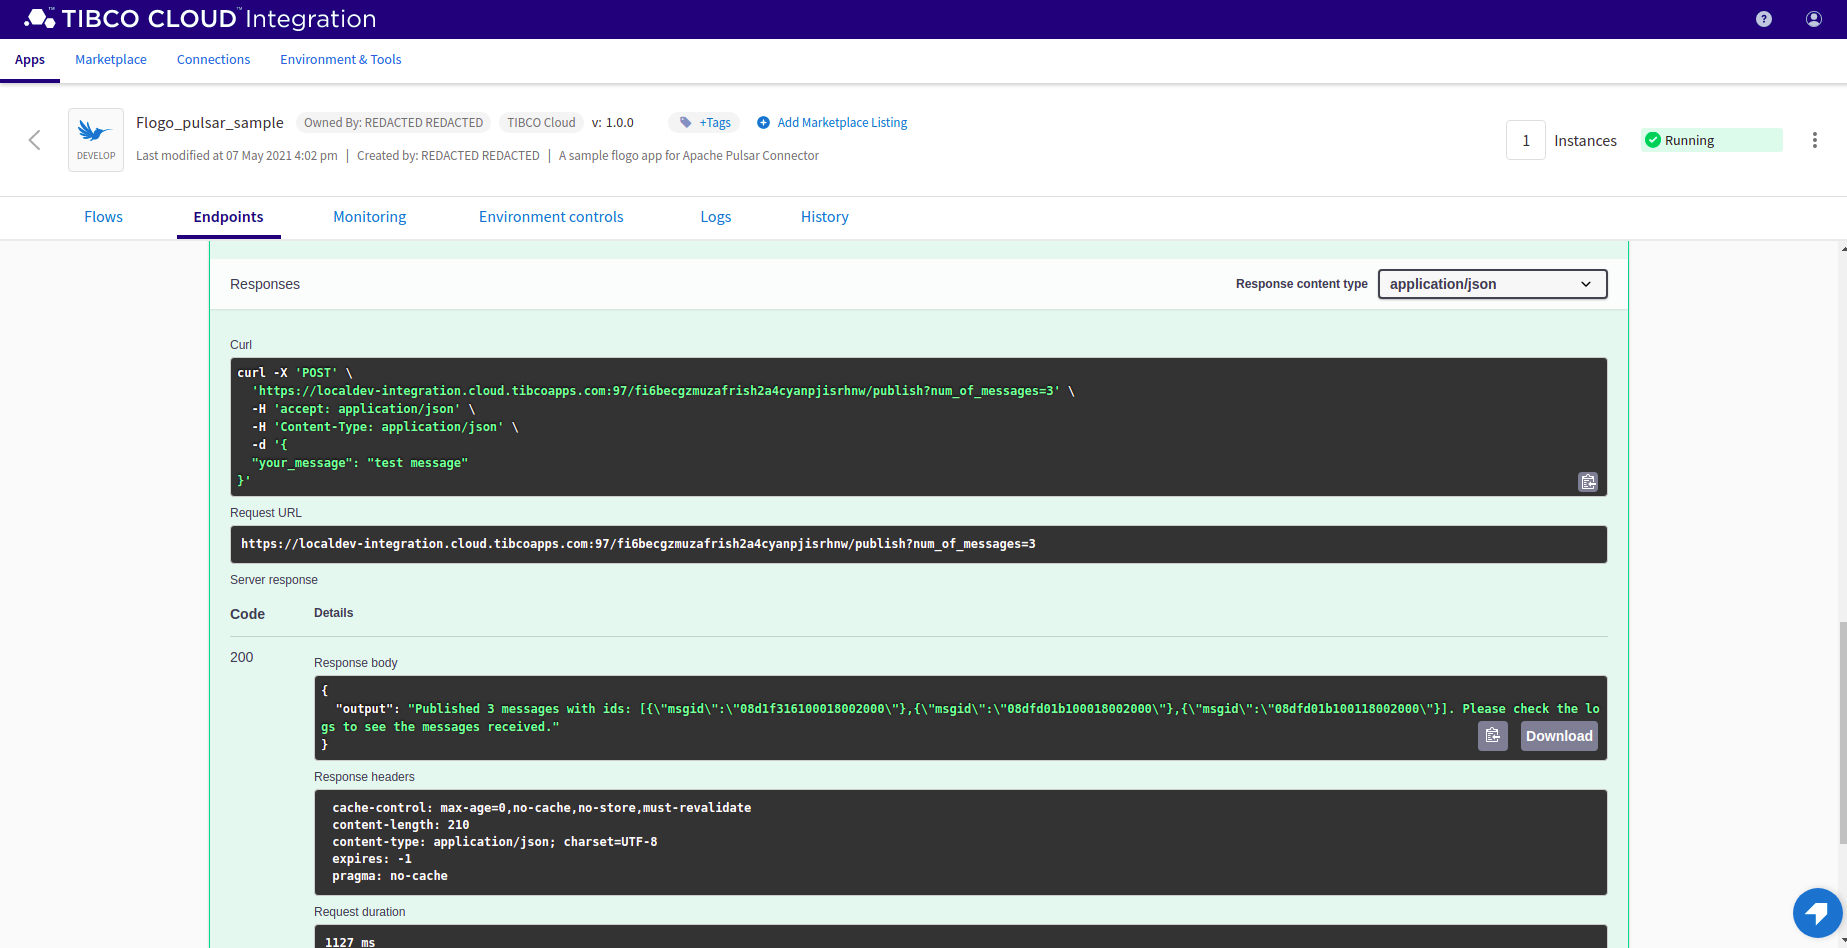 TIBCO CLOUD™ Integration
Apps Marketplace Connections Environment & Tools
DEVELOP
Flogo_pulsar_sample Owned By: REDACTED REDACTED TIBCO Cloud v: 1.0.0 +Tags Add Marketplace Listing
Last modified at 07 May 2021 4:02 pm | Created by: REDACTED REDACTED | A sample flogo app for Apache Pulsar Connector
1 Instances Running
Flows Endpoints Monitoring Environment controls Logs History
Responses Response content type application/json
Curl
curl -X 'POST' \
'https://localdev-integration.cloud.tibcoapps.com:97/fi6becgzmuzafrish2a4cyanpjisrhnw/publish?num_of_messages=3' \
-H 'accept: application/json' \
-H 'Content-Type: application/json' \
-d '{
"your_message": "test message"
}'
Request URL
https://localdev-integration.cloud.tibcoapps.com:97/fi6becgzmuzafrish2a4cyanpjisrhnw/publish?num_of_messages=3
Server response
Code Details
200
Response body
{
"output": "Published 3 messages with ids: [{\"msgid\":\"08d1f316100018002000\"},{\"msgid\":\"08dfd01b100018002000\"},{\"msgid\":\"08dfd01b100118002000\"}]. Please check the lo
gs to see the messages received."
}
Download
Response headers
cache-control: max-age=0,no-cache,no-store,must-revalidate
content-length: 210
content-type: application/json; charset=UTF-8
expires: -1
pragma: no-cache
Request duration
1127 ms